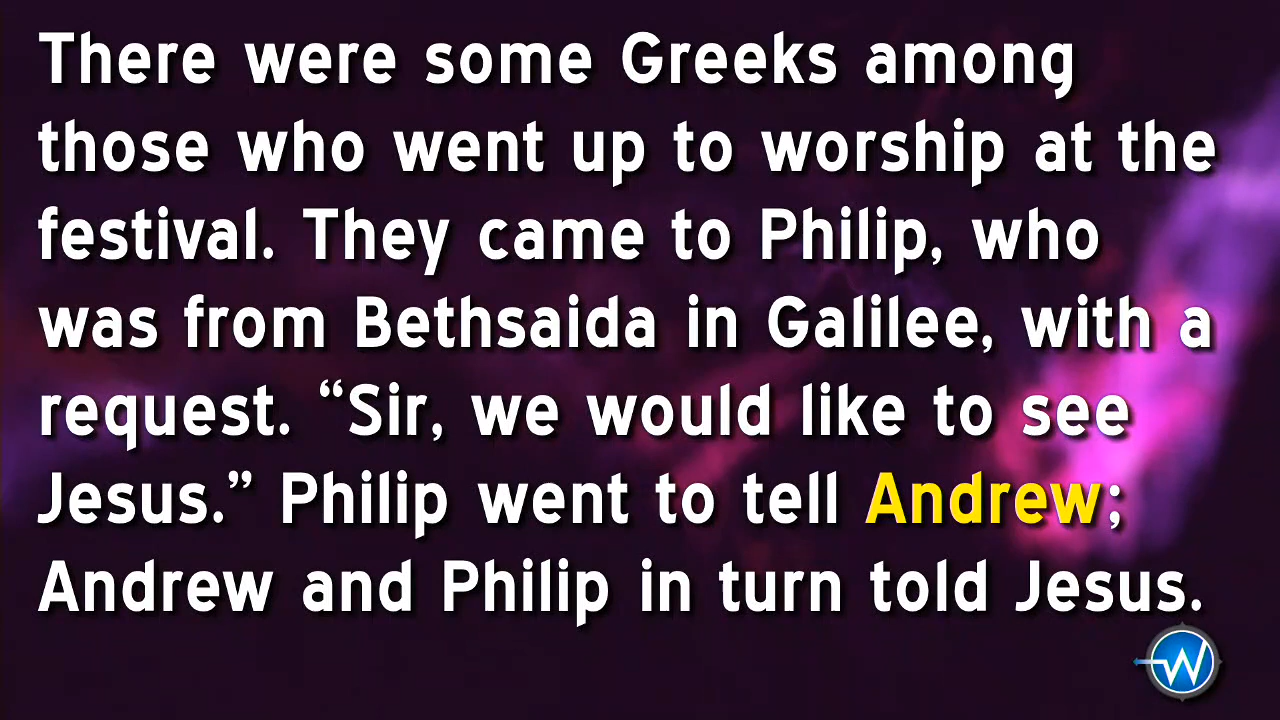 There were some Greeks among
those who went up to worship at the
festival. They came to Philip, who
was from Bethsaida in Galilee, with a
request. “Sir, we would like to see
Jesus.” Philip went to tell Andrew;
Andrew and Philip in turn told Jesus.
W